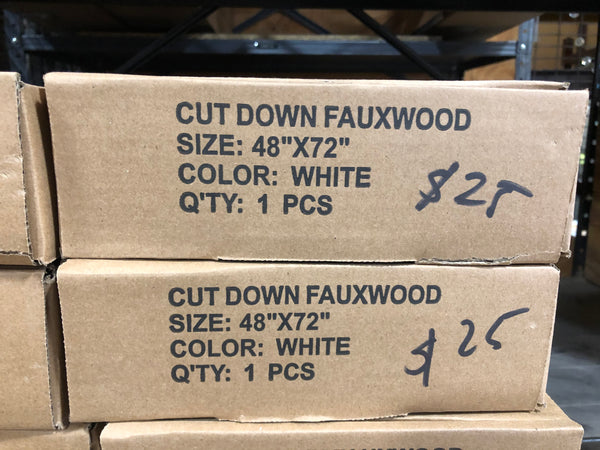 CUT DOWN FAUXWOOD
SIZE: 48"X72"
COLOR: WHITE
Q'TY: 1 PCS
$25
CUT DOWN FAUXWOOD
SIZE: 48"X72"
COLOR: WHITE
Q'TY: 1 PCS
$25
FAUXWOOD